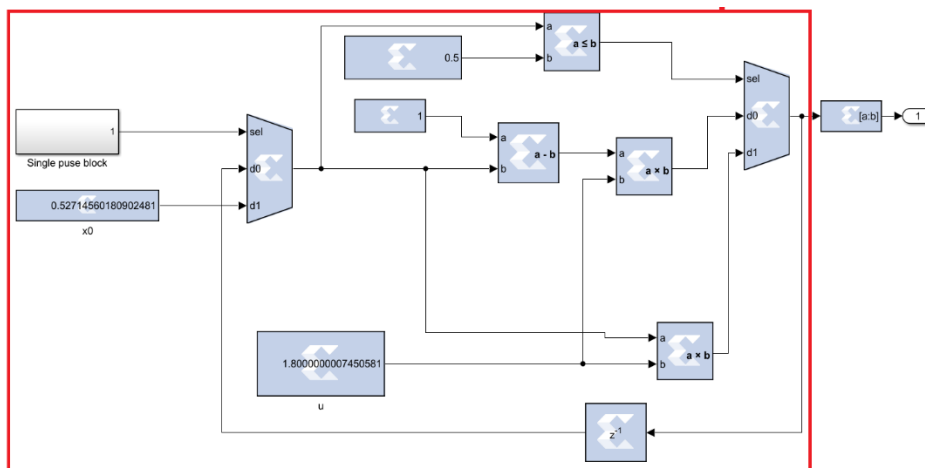 a
b
a ≤ b
0.5
sel
d0
d1
1
Single puse block
sel
d0
d1
1
a
b
a - b
a
b
a × b
[a:b]
1
0.52714560180902481
x0
1.8000000007450581
u
a
b
a × b
z-1